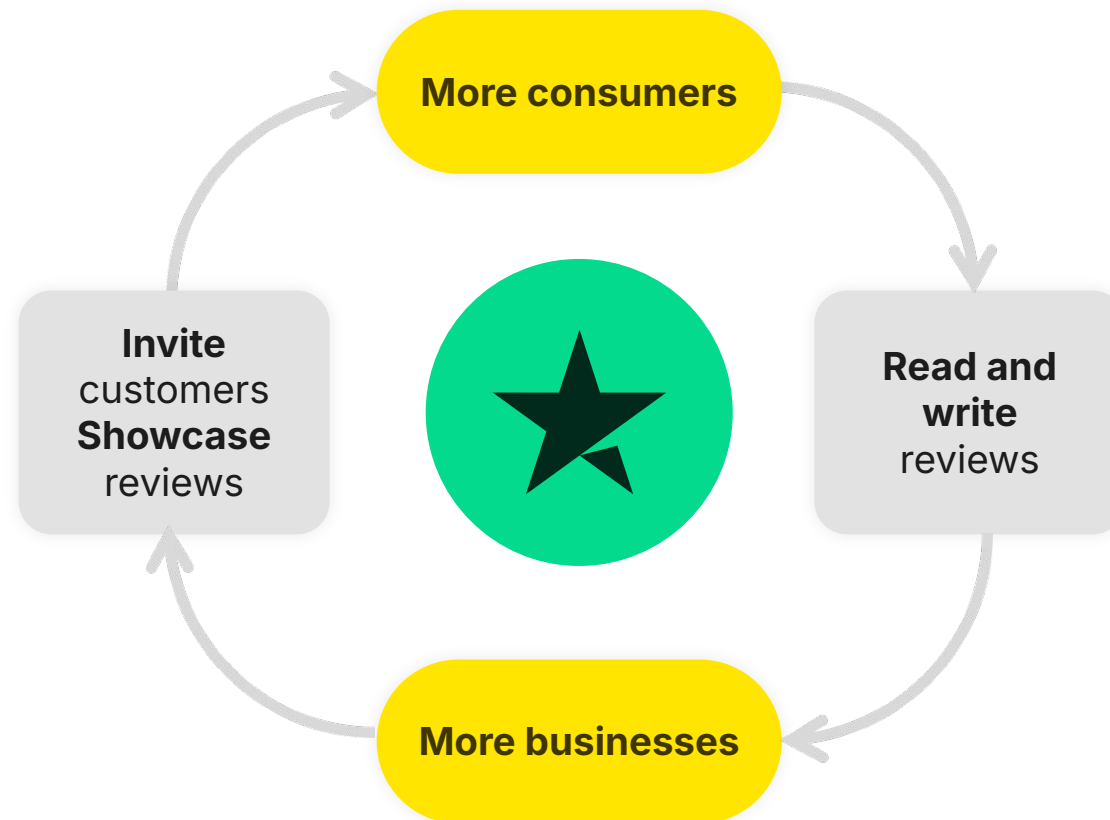 More consumers
Invite
customers
Showcase
reviews
Read and
write
reviews
More businesses